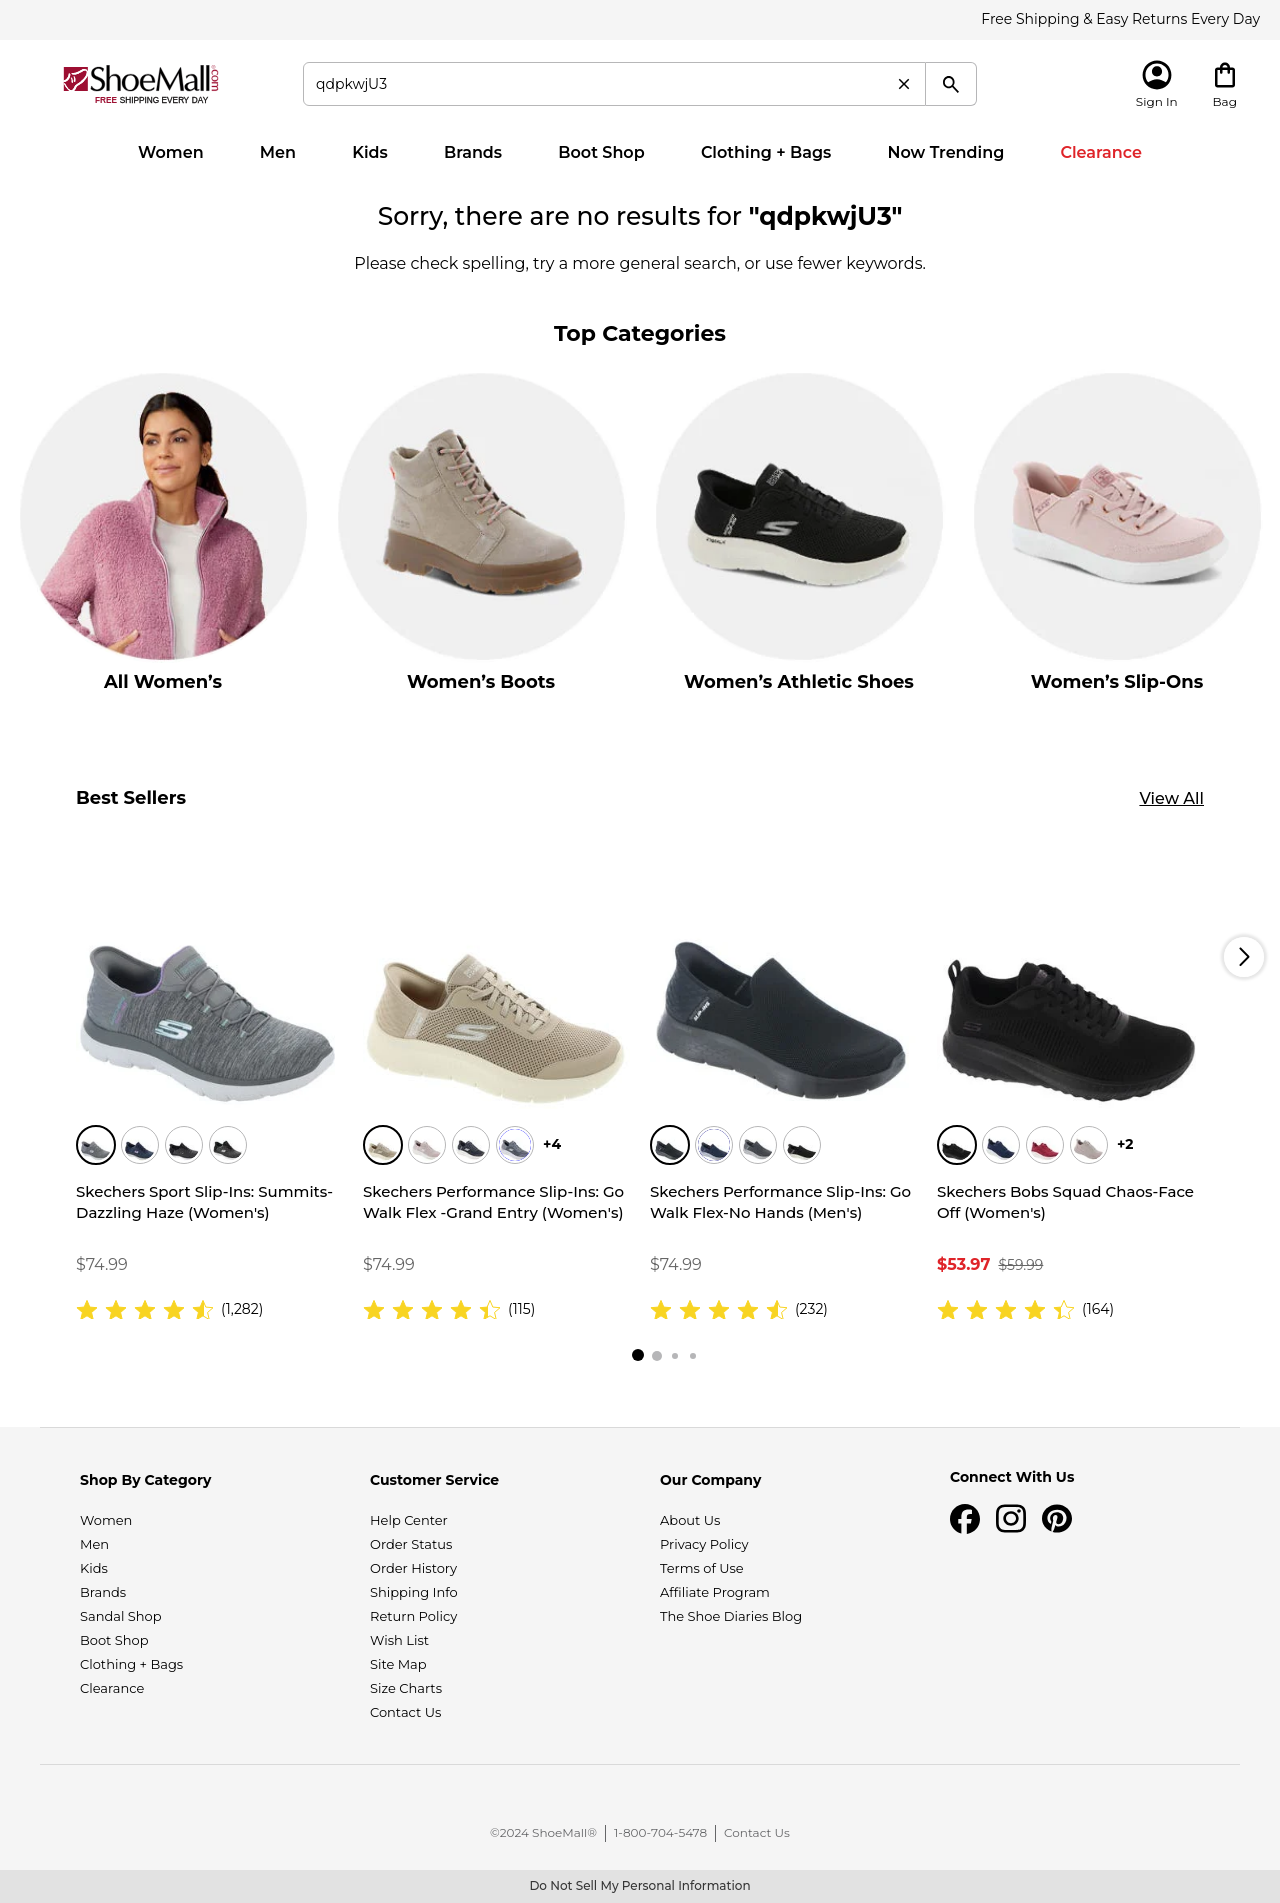 Free Shipping & Easy Returns Every Day
ShoeMall®.com
FREE SHIPPING EVERY DAY
qdpkwjU3
Sign In
Bag
Women Men Kids Brands Boot Shop Clothing + Bags Now Trending Clearance
Sorry, there are no results for "qdpkwjU3"
Please check spelling, try a more general search, or use fewer keywords.
Top Categories
All Women’s
Women’s Boots
Women’s Athletic Shoes
Women’s Slip-Ons
Best Sellers
View All
+4
+2
Skechers Sport Slip-Ins: Summits-
Dazzling Haze (Women's)
$74.99
(1,282)
Skechers Performance Slip-Ins: Go
Walk Flex -Grand Entry (Women's)
$74.99
(115)
Skechers Performance Slip-Ins: Go
Walk Flex-No Hands (Men's)
$74.99
(232)
Skechers Bobs Squad Chaos-Face
Off (Women's)
$53.97 $59.99
(164)
Shop By Category
Women
Men
Kids
Brands
Sandal Shop
Boot Shop
Clothing + Bags
Clearance
Customer Service
Help Center
Order Status
Order History
Shipping Info
Return Policy
Wish List
Site Map
Size Charts
Contact Us
Our Company
About Us
Privacy Policy
Terms of Use
Affiliate Program
The Shoe Diaries Blog
Connect With Us
©2024 ShoeMall® 1-800-704-5478 Contact Us
Do Not Sell My Personal Information